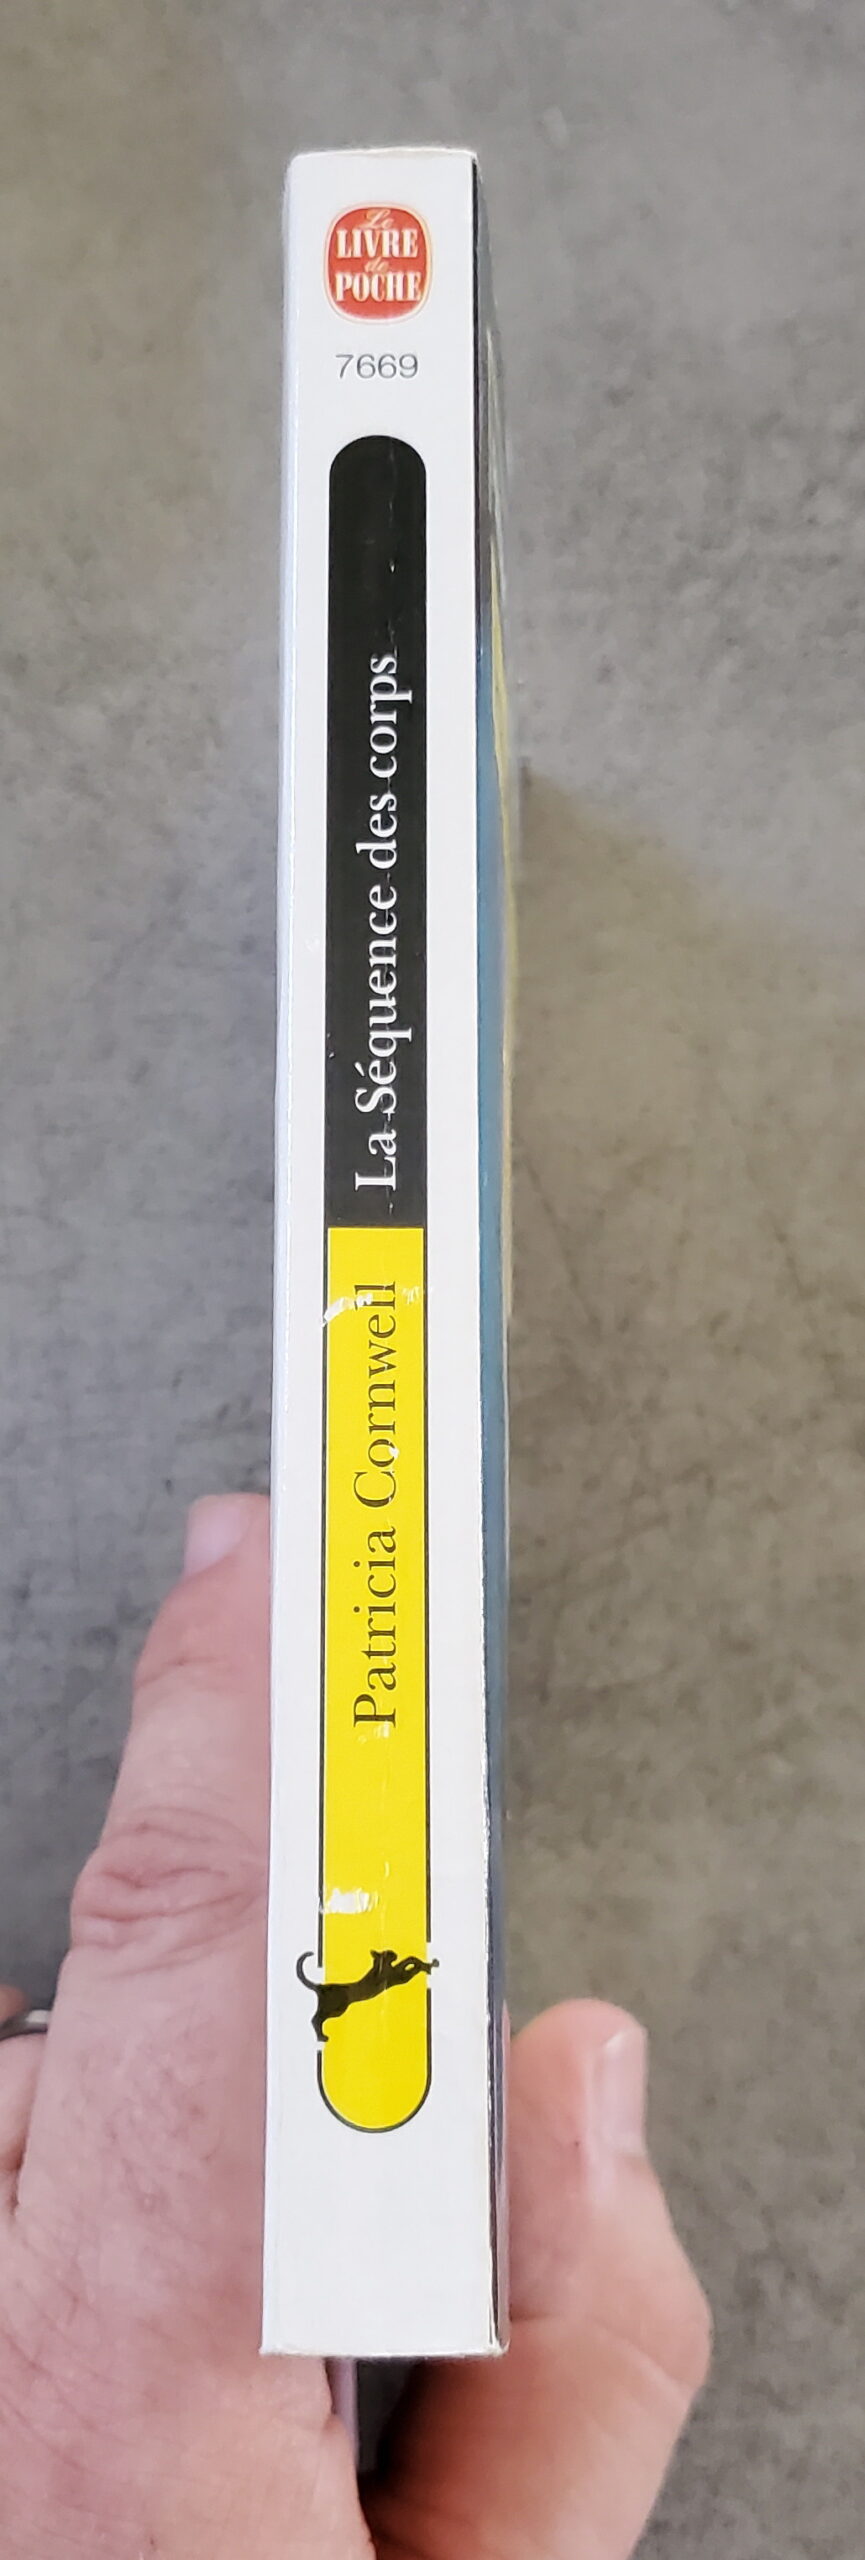 Le
LIVRE
de
POCHE
7669
La Séquence des corps
Patricia Cornwell